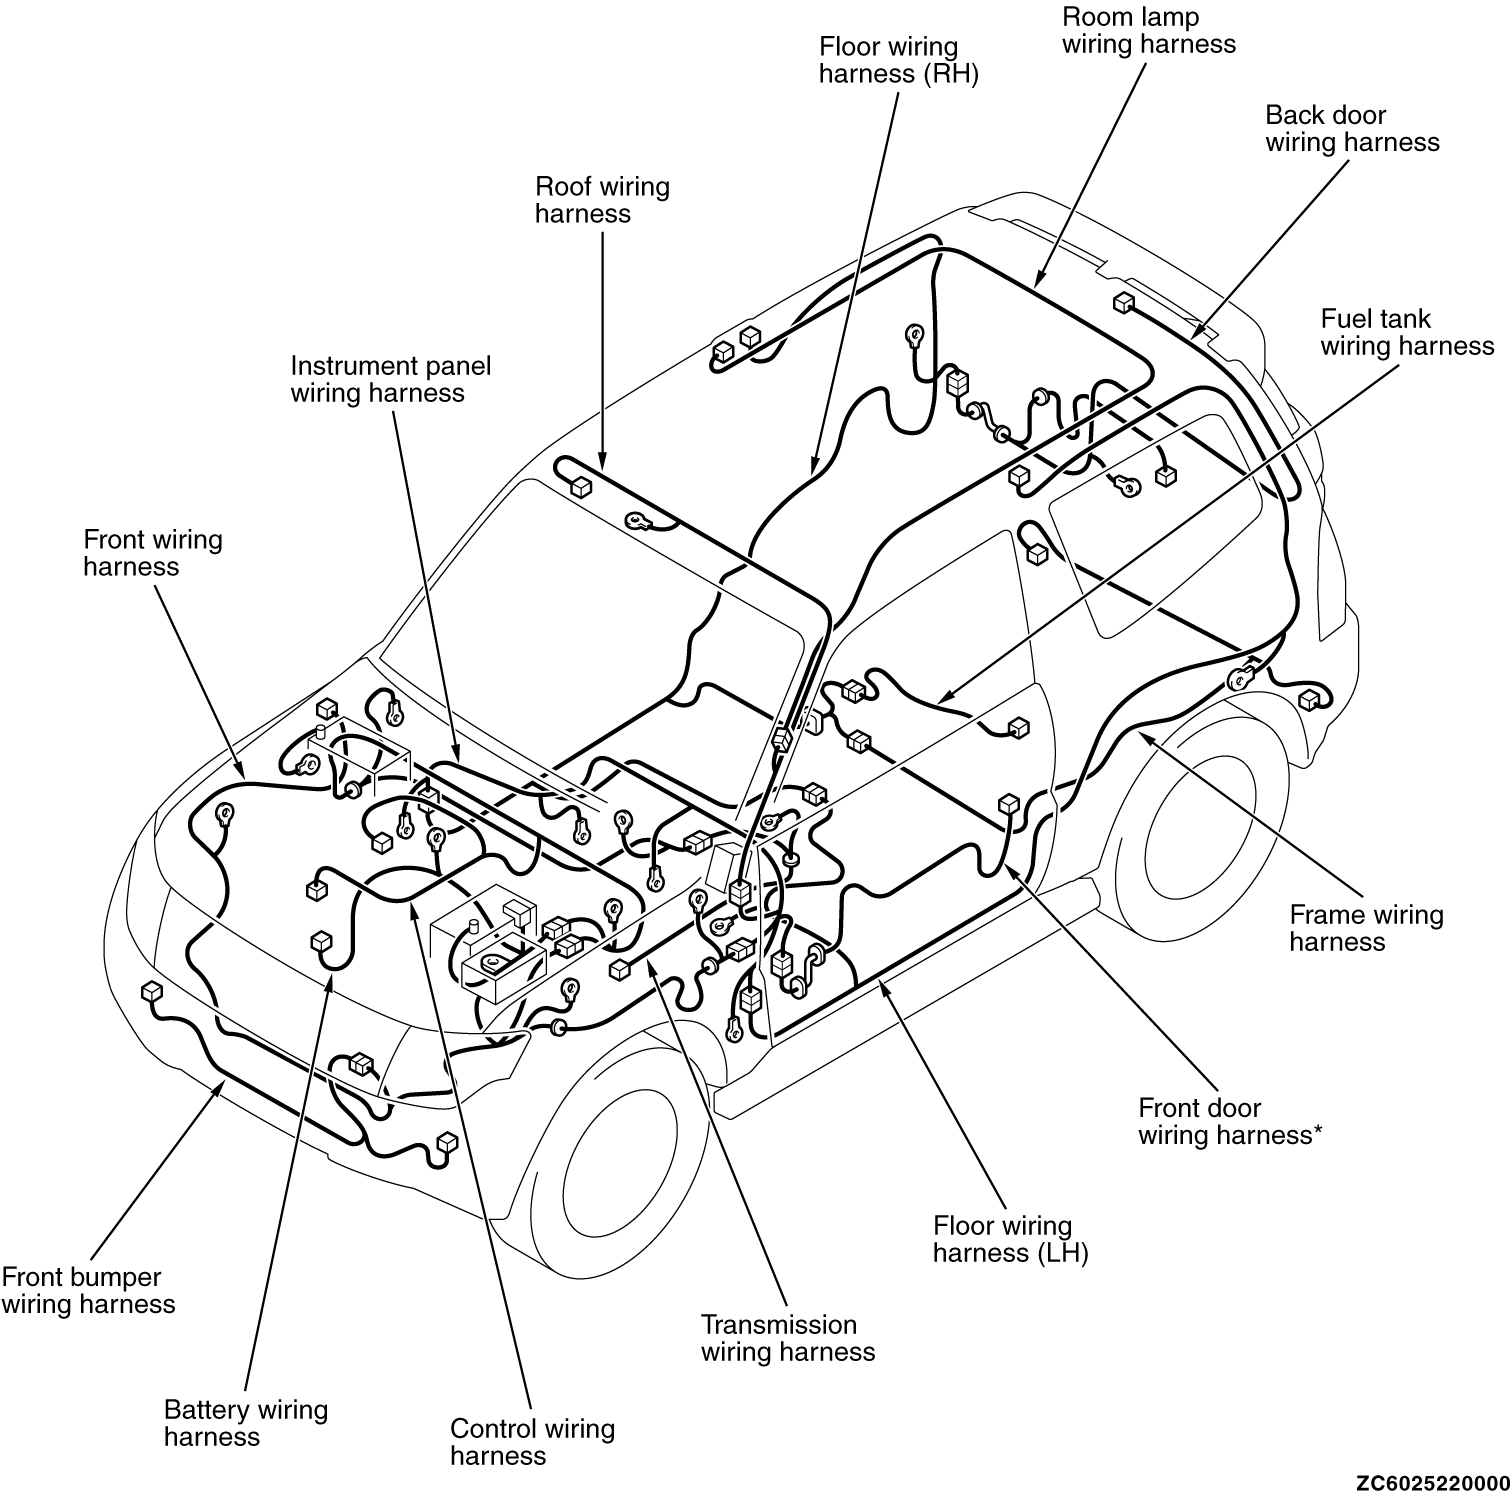 Room lamp
wiring harness
Floor wiring
harness (RH)
Back door
wiring harness
Roof wiring
harness
Fuel tank
wiring harness
Instrument panel
wiring harness
Front wiring
harness
Frame wiring
harness
Front door
wiring harness*
Floor wiring
harness (LH)
Front bumper
wiring harness
Transmission
wiring harness
Battery wiring
harness
Control wiring
harness
ZC6025220000